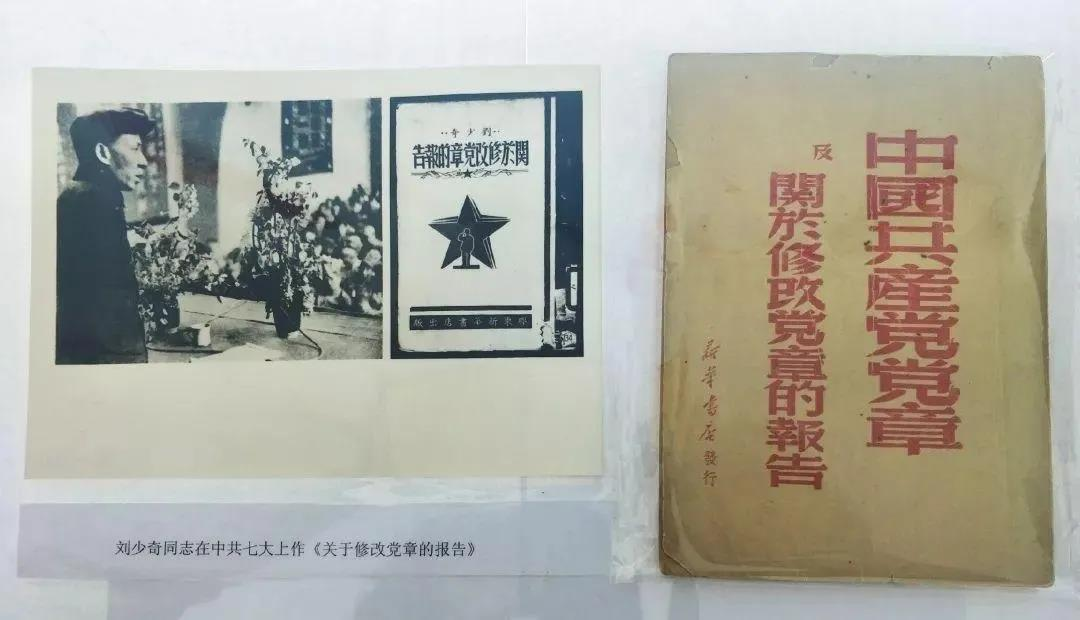 ··劉少奇··
關於修改党章的報告
膠東新華書店出版
刘少奇同志在中共七大上作《关于修改党章的报告》
中國共産党党章
及
關於修改党章的報告
新華書店發行